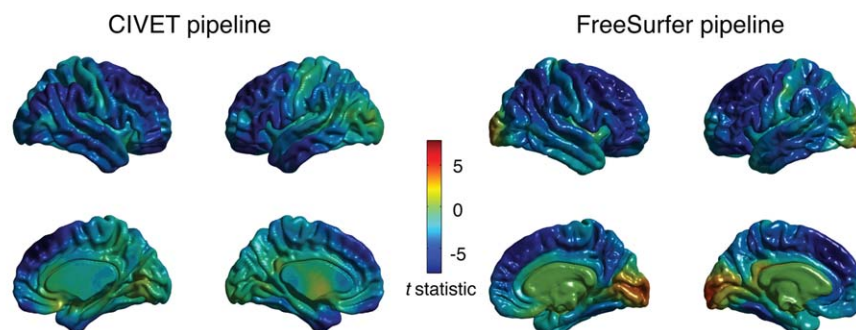 CIVET pipeline
FreeSurfer pipeline
5
0
-5
t statistic